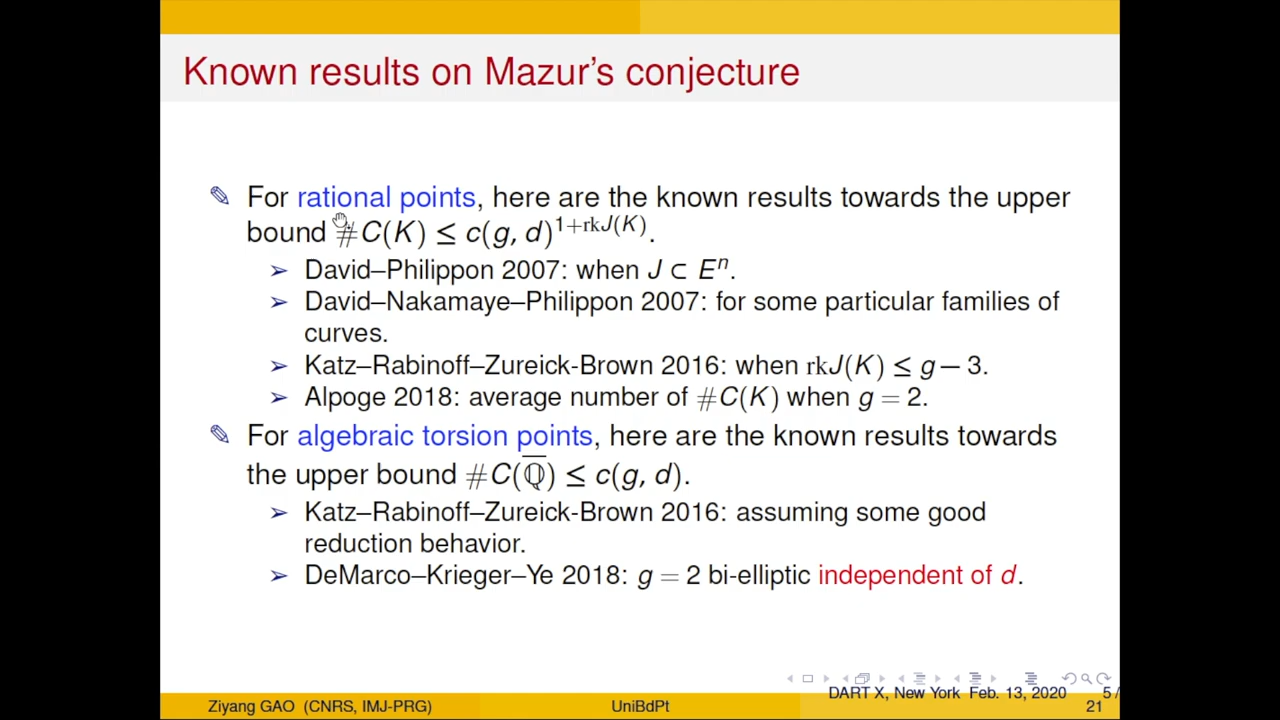 Known results on Mazur's conjecture
✎ For rational points, here are the known results towards the upper
bound #C(K) ≤ c(g, d)^{1+rkJ(K)}.
➢ David–Philippon 2007: when J ⊂ Eⁿ.
➢ David–Nakamaye–Philippon 2007: for some particular families of
curves.
➢ Katz–Rabinoff–Zureick-Brown 2016: when rkJ(K) ≤ g − 3.
➢ Alpoge 2018: average number of #C(K) when g = 2.
✎ For algebraic torsion points, here are the known results towards
the upper bound #C(ℚ̅) ≤ c(g, d).
➢ Katz–Rabinoff–Zureick-Brown 2016: assuming some good
reduction behavior.
➢ DeMarco–Krieger–Ye 2018: g = 2 bi-elliptic independent of d.
Ziyang GAO (CNRS, IMJ-PRG) UniBdPt DART X, New York Feb. 13, 2020 5 /
21